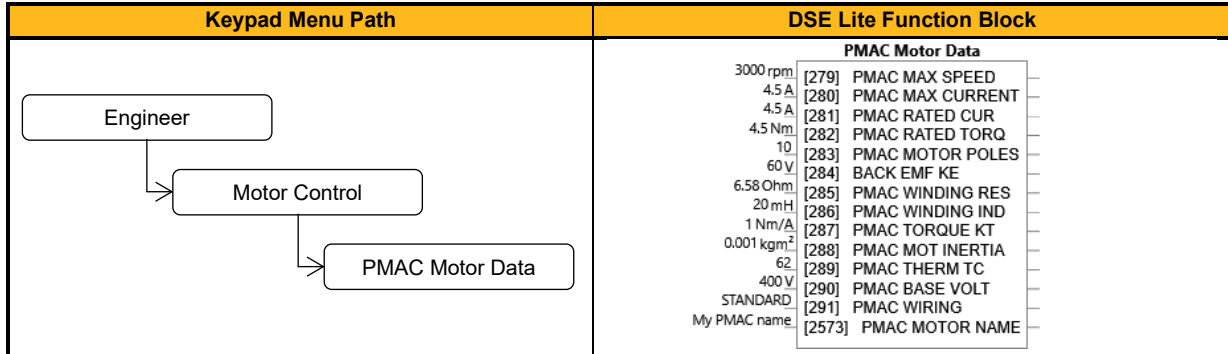 Keypad Menu Path
DSE Lite Function Block
Engineer
Motor Control
PMAC Motor Data
PMAC Motor Data
3000 rpm [279] PMAC MAX SPEED
4.5 A [280] PMAC MAX CURRENT
4.5 A [281] PMAC RATED CUR
4.5 Nm [282] PMAC RATED TORQ
10 [283] PMAC MOTOR POLES
60 V [284] BACK EMF KE
6.58 Ohm [285] PMAC WINDING RES
20 mH [286] PMAC WINDING IND
1 Nm/A [287] PMAC TORQUE KT
0.001 kgm² [288] PMAC MOT INERTIA
62 [289] PMAC THERM TC
400 V [290] PMAC BASE VOLT
STANDARD [291] PMAC WIRING
My PMAC name [2573] PMAC MOTOR NAME